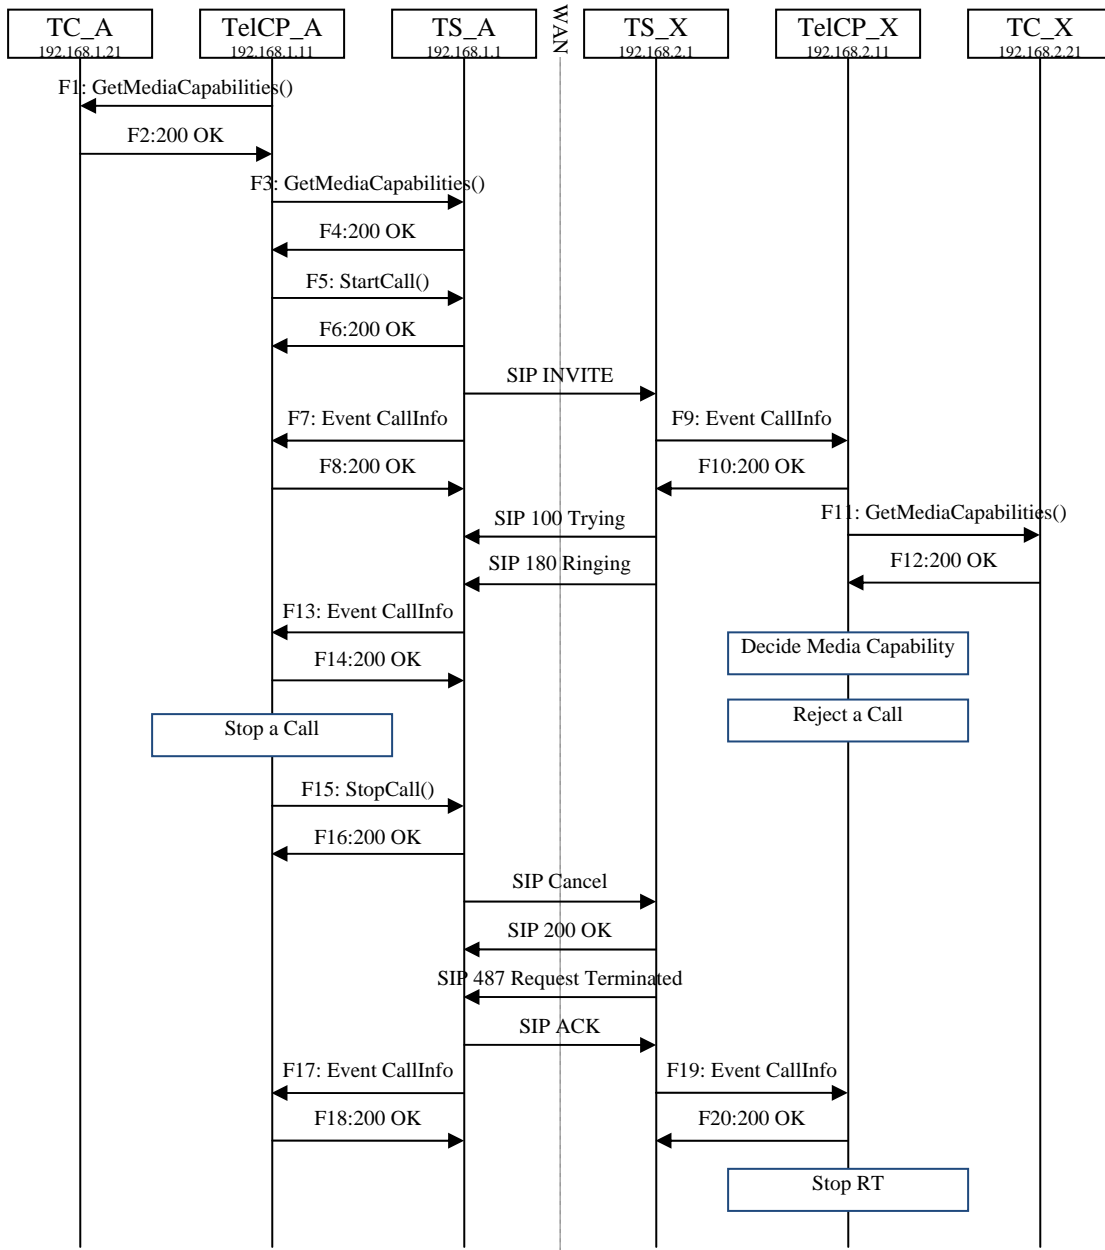 TC_A
192.168.1.21
TelCP_A
192.168.1.11
TS_A
192.168.1.1
WAN
TS_X
192.168.2.1
TelCP_X
192.168.2.11
TC_X
192.168.2.21
F1: GetMediaCapabilities()
F2:200 OK
F3: GetMediaCapabilities()
F4:200 OK
F5: StartCall()
F6:200 OK
SIP INVITE
F7: Event CallInfo
F9: Event CallInfo
F8:200 OK
F10:200 OK
SIP 100 Trying
F11: GetMediaCapabilities()
SIP 180 Ringing
F12:200 OK
F13: Event CallInfo
Decide Media Capability
F14:200 OK
Stop a Call
Reject a Call
F15: StopCall()
F16:200 OK
SIP Cancel
SIP 200 OK
SIP 487 Request Terminated
SIP ACK
F17: Event CallInfo
F19: Event CallInfo
F18:200 OK
F20:200 OK
Stop RT